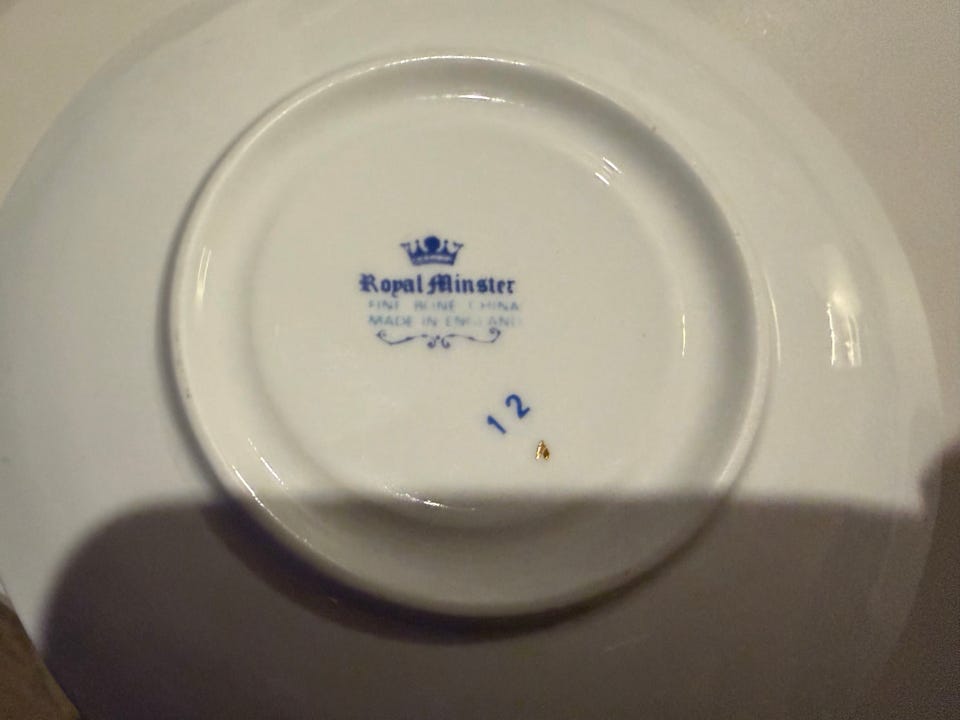 Royal Minster
FINE BONE CHINA
MADE IN ENGLAND
12